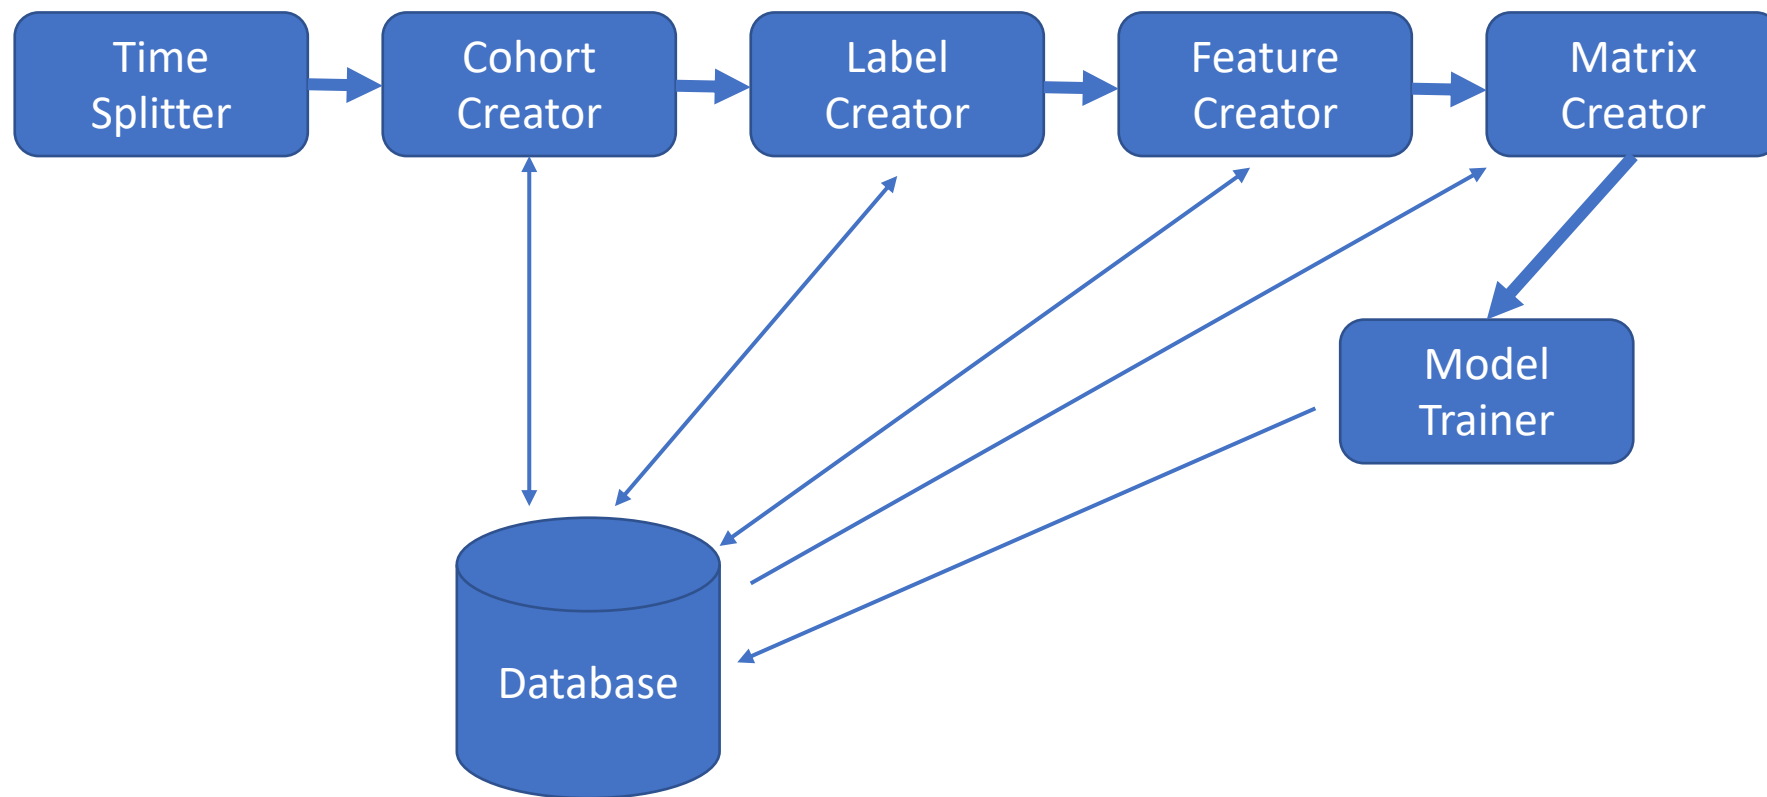 Time
Splitter
Cohort
Creator
Label
Creator
Feature
Creator
Matrix
Creator
Model
Trainer
Database